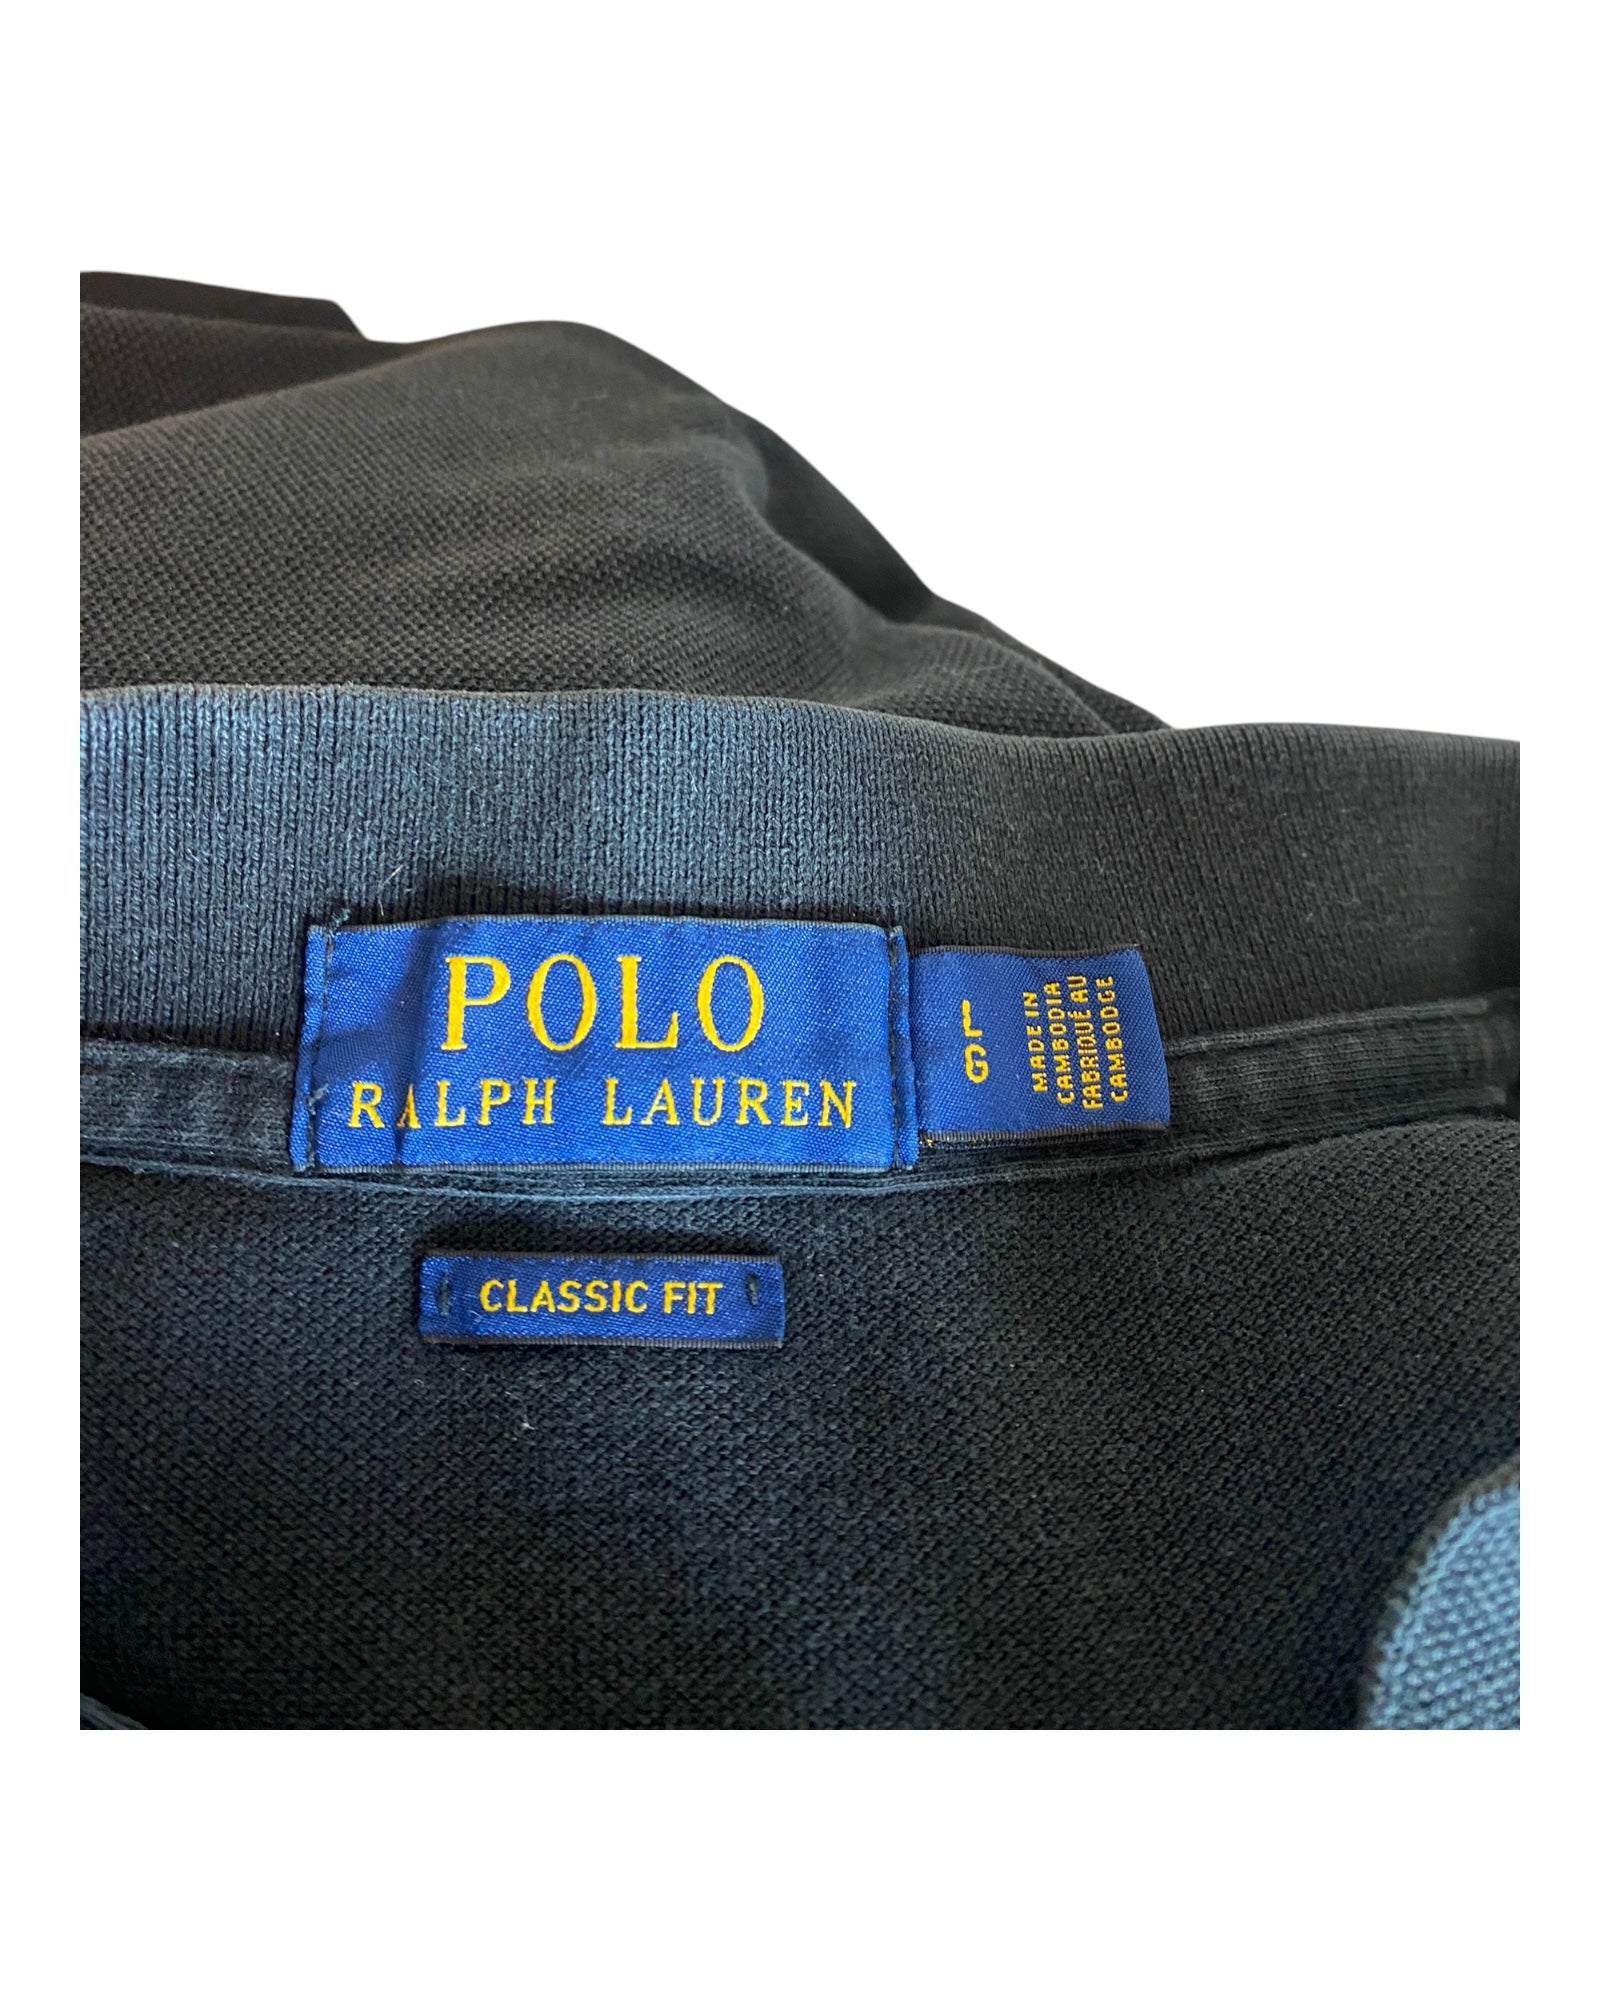 POLO
RALPH LAUREN
L
G
MADE IN
CAMBODIA
FABRIQUÉ AU
CAMBODGE
CLASSIC FIT